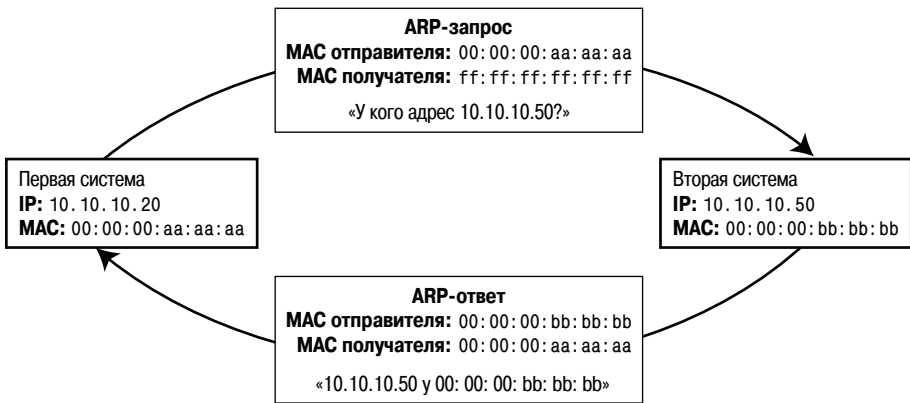 ARP-запрос
MAC отправителя: 00:00:00:aa:aa:aa
MAC получателя: ff:ff:ff:ff:ff:ff
«У кого адрес 10.10.10.50?»
Первая система
IP: 10.10.10.20
MAC: 00:00:00:aa:aa:aa
Вторая система
IP: 10.10.10.50
MAC: 00:00:00:bb:bb:bb
ARP-ответ
MAC отправителя: 00:00:00:bb:bb:bb
MAC получателя: 00:00:00:aa:aa:aa
«10.10.10.50 у 00: 00: 00: bb: bb: bb»